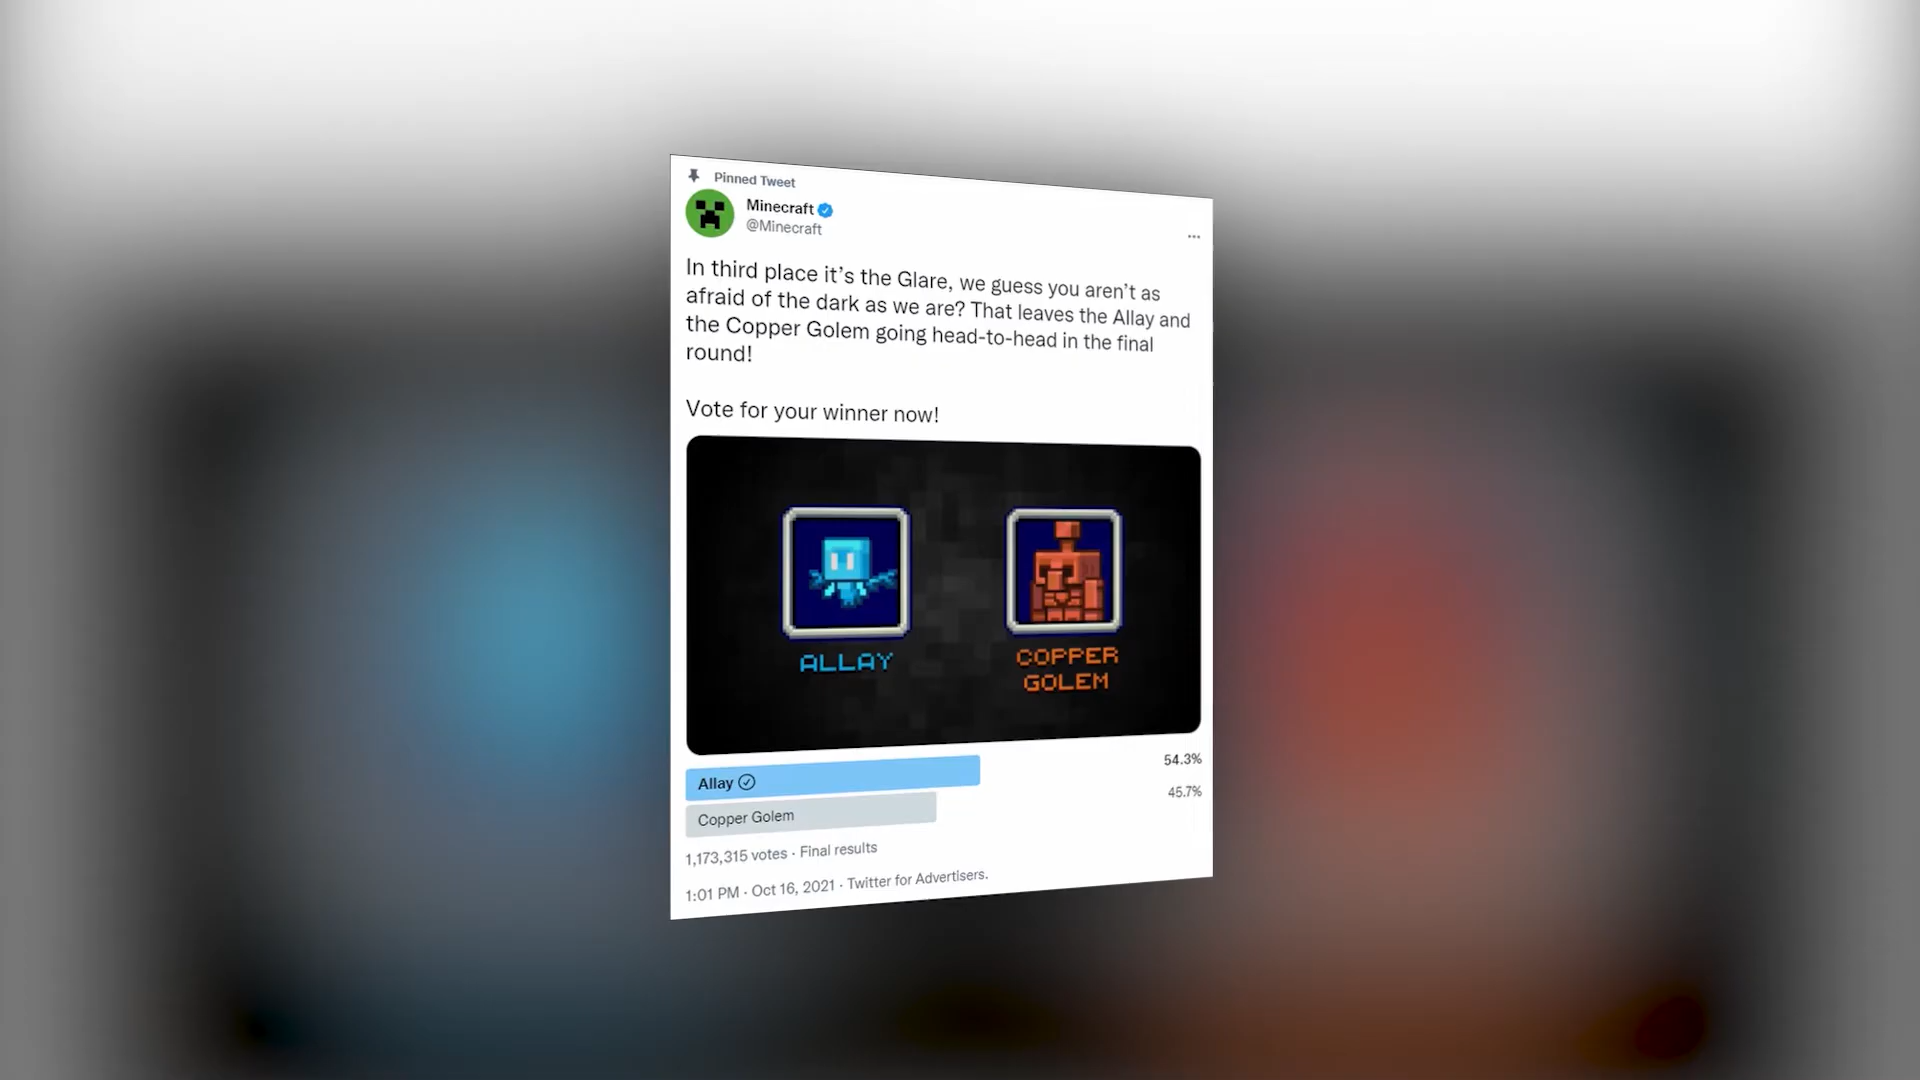 Pinned Tweet
Minecraft
@Minecraft
In third place it’s the Glare, we guess you aren’t as
afraid of the dark as we are? That leaves the Allay and
the Copper Golem going head-to-head in the final
round!
Vote for your winner now!
ALLAY
COPPER
GOLEM
Allay 54.3%
Copper Golem 45.7%
1,173,315 votes · Final results
1:01 PM · Oct 16, 2021 · Twitter for Advertisers.